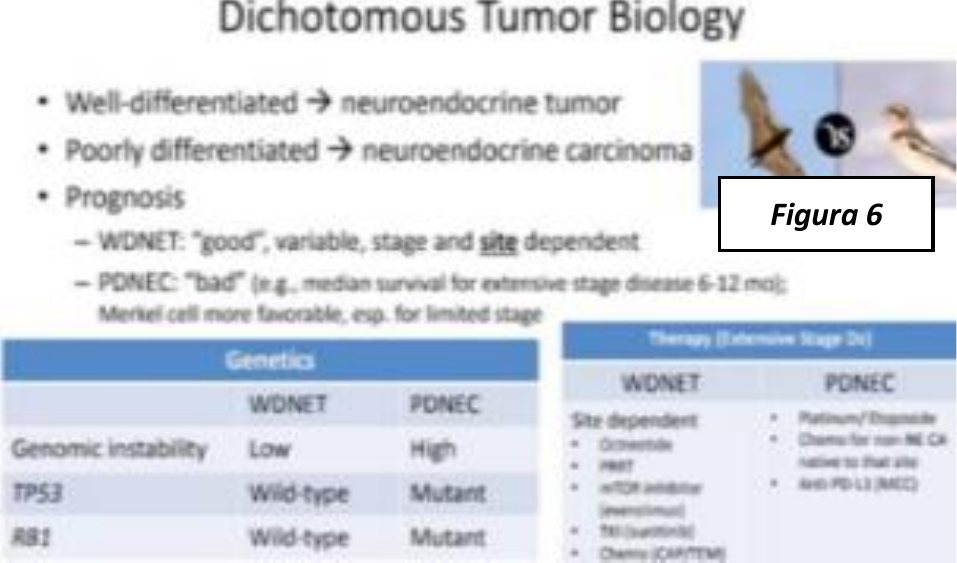 Dichotomous Tumor Biology
• Well-differentiated → neuroendocrine tumor
• Poorly differentiated → neuroendocrine carcinoma
• Prognosis
– WDNET: "good", variable, stage and site dependent
– PDNEC: "bad" (e.g., median survival for extensive stage disease 6-12 mo);
Merkel cell more favorable, esp. for limited stage
VS
Figura 6
Genetics
WDNET PDNEC
Genomic instability Low High
TP53 Wild-type Mutant
RB1 Wild-type Mutant
Therapy (Extensive Stage Dz)
WDNET PDNEC
Site dependent
• Octreotide
• PRRT
• mTOR inhibitor
(everolimus)
• TKI (sunitinib)
• Chemo (CAP/TEM)
• Platinum/Etoposide
• Chemo for non-NE CA
native to that site
• Anti-PD-L1 (MCC)